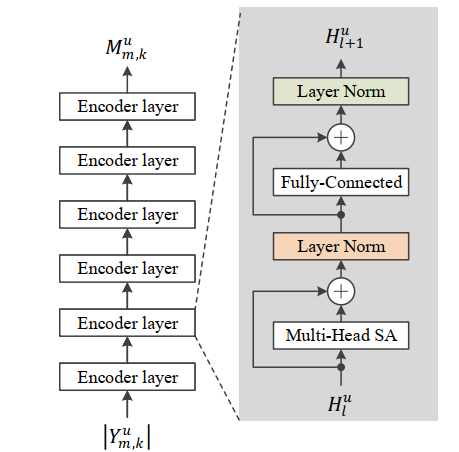 M^u_{m,k}
Encoder layer
Encoder layer
Encoder layer
Encoder layer
Encoder layer
Encoder layer
|Y^u_{m,k}|
H^u_{l+1}
Layer Norm
+
Fully-Connected
Layer Norm
+
Multi-Head SA
H^u_l